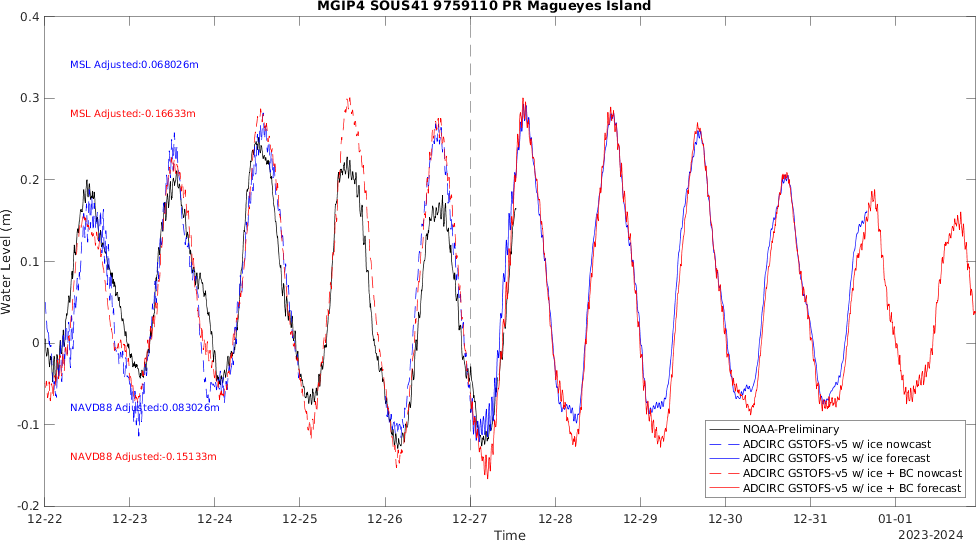 MGIP4 SOUS41 9759110 PR Magueyes Island
0.4
MSL Adjusted:0.068026m
0.3
MSL Adjusted:-0.16633m
0.2
Water Level (m)
0.1
0
NAVD88 Adjusted:0.083026m
-0.1
NOAA-Preliminary
ADCIRC GSTOFS-v5 w/ ice nowcast
NAVD88 Adjusted:-0.15133m
ADCIRC GSTOFS-v5 w/ ice forecast
ADCIRC GSTOFS-v5 w/ ice + BC nowcast
ADCIRC GSTOFS-v5 w/ ice + BC forecast
-0.2
12-22 12-23 12-24 12-25 12-26 12-27 12-28 12-29 12-30 12-31 01-01
Time
2023-2024